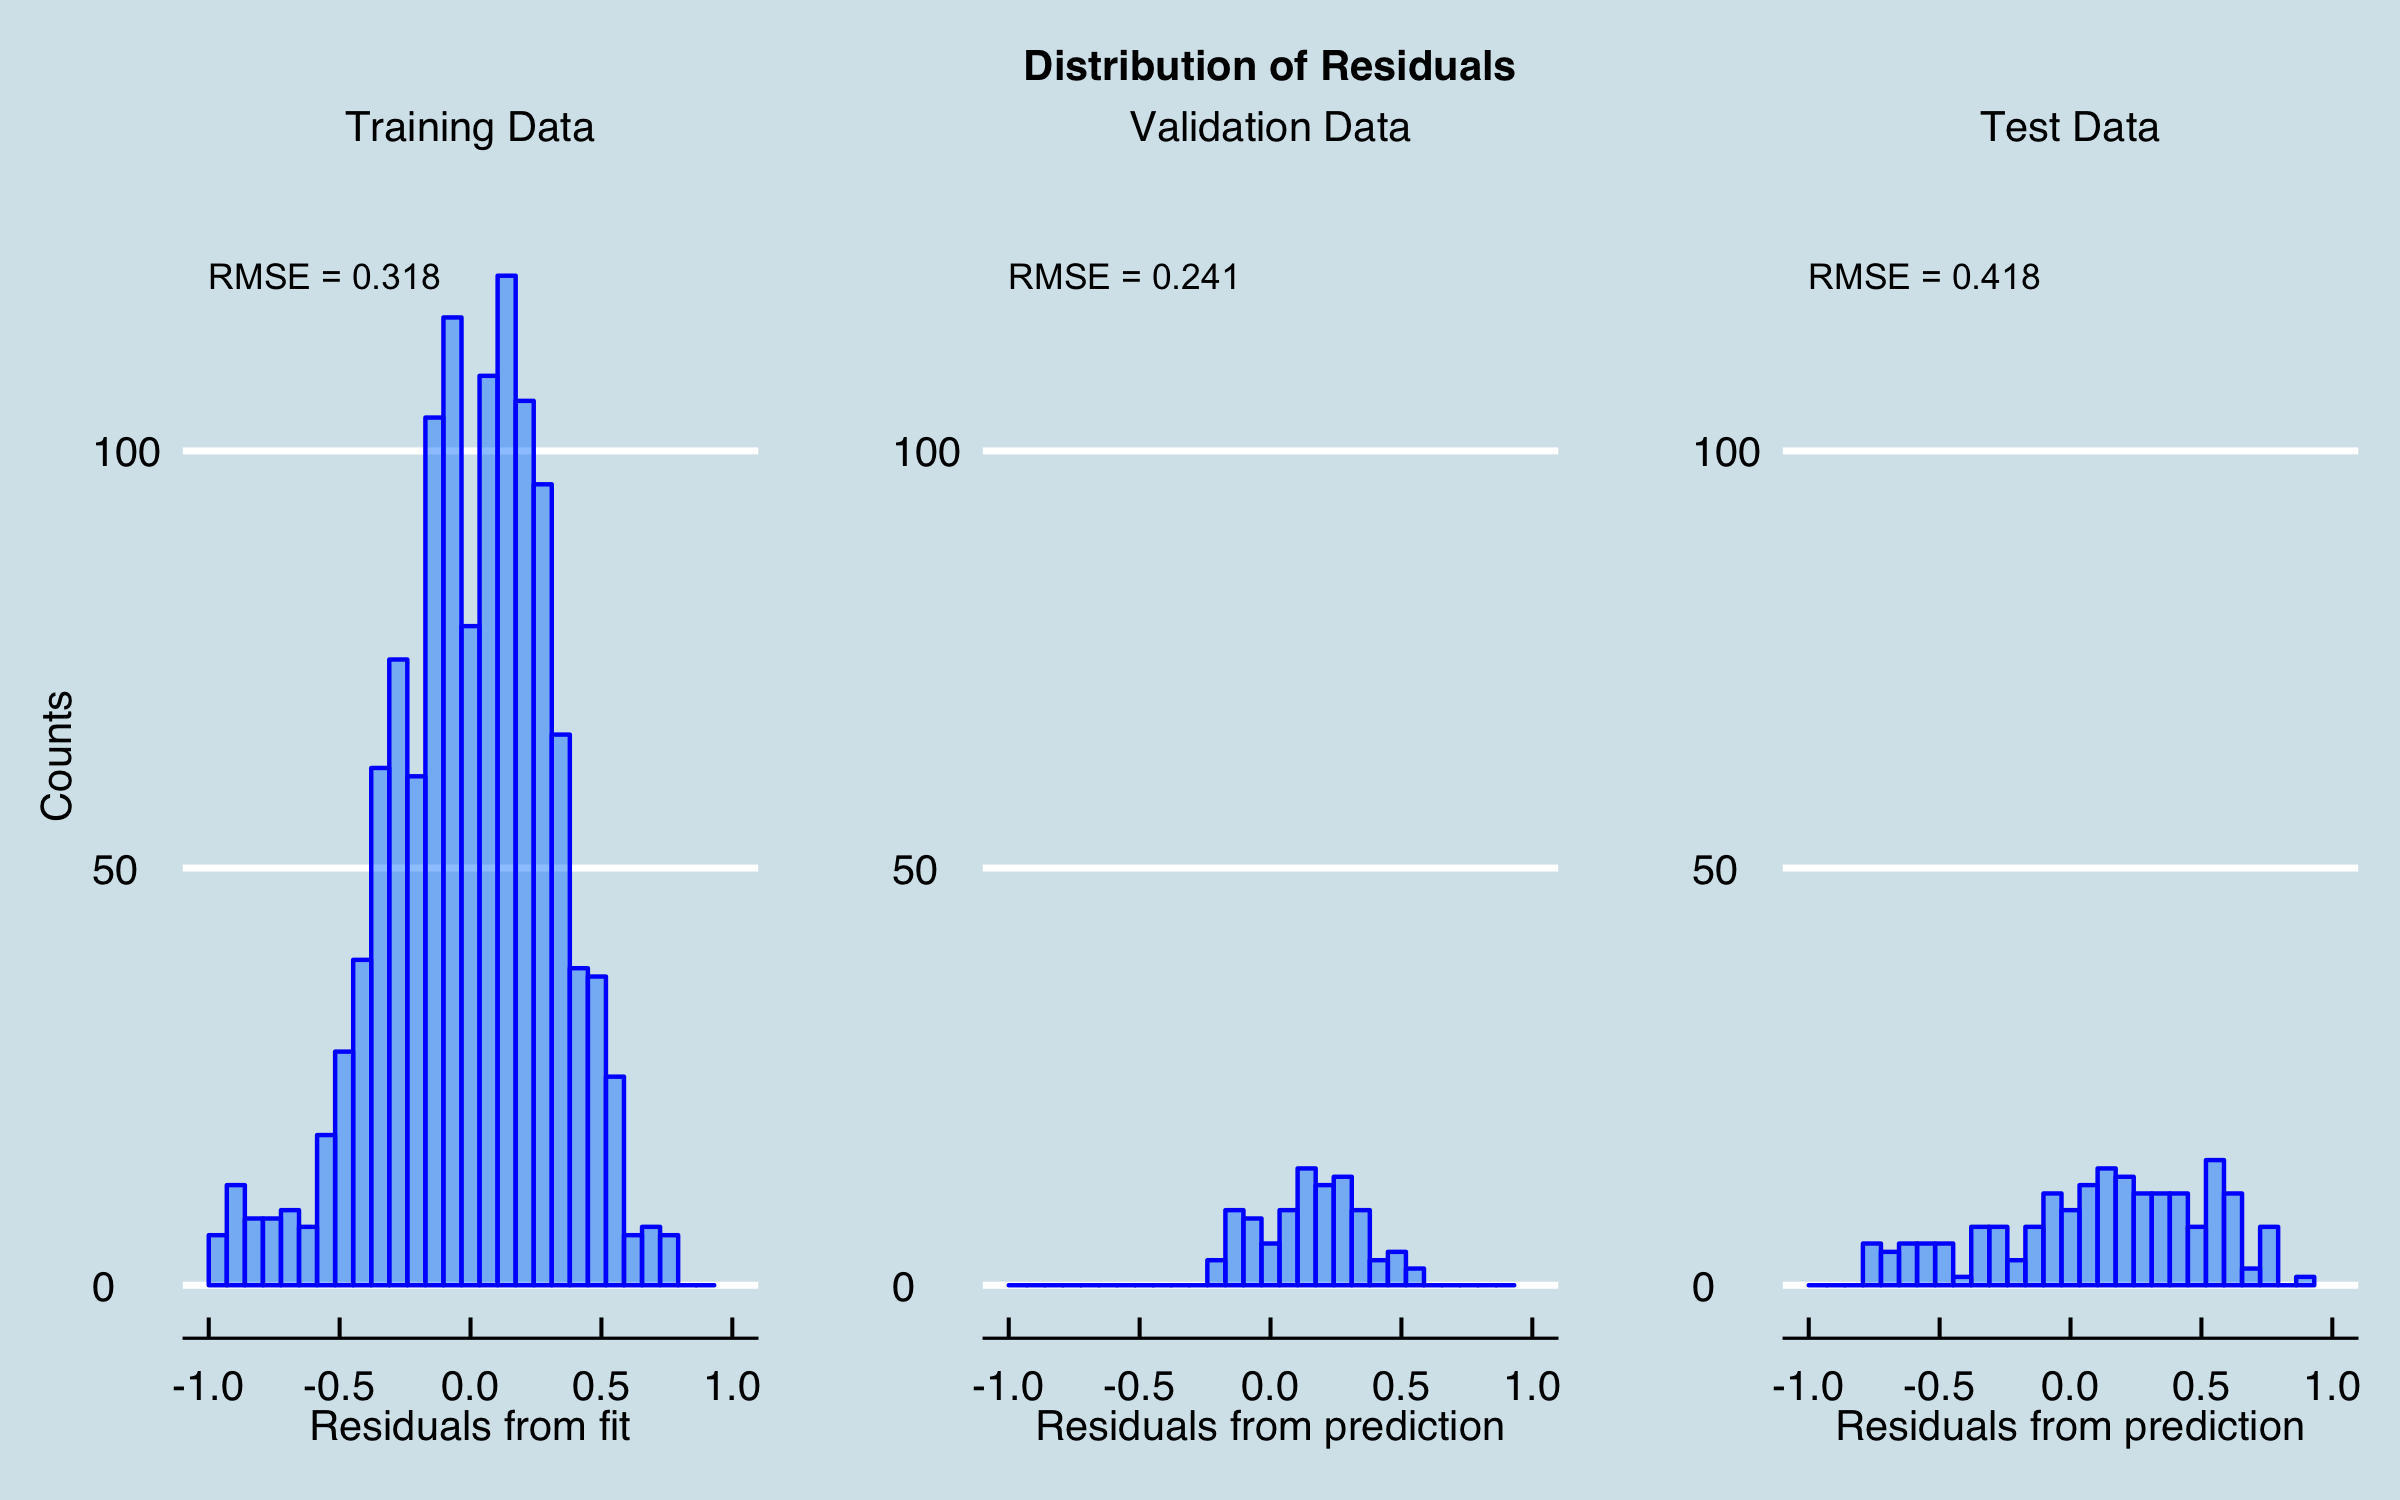 Distribution of Residuals
Training Data
Validation Data
Test Data
RMSE = 0.318
RMSE = 0.241
RMSE = 0.418
Counts
100
50
0
100
50
0
100
50
0
-1.0 -0.5 0.0 0.5 1.0
-1.0 -0.5 0.0 0.5 1.0
-1.0 -0.5 0.0 0.5 1.0
Residuals from fit
Residuals from prediction
Residuals from prediction